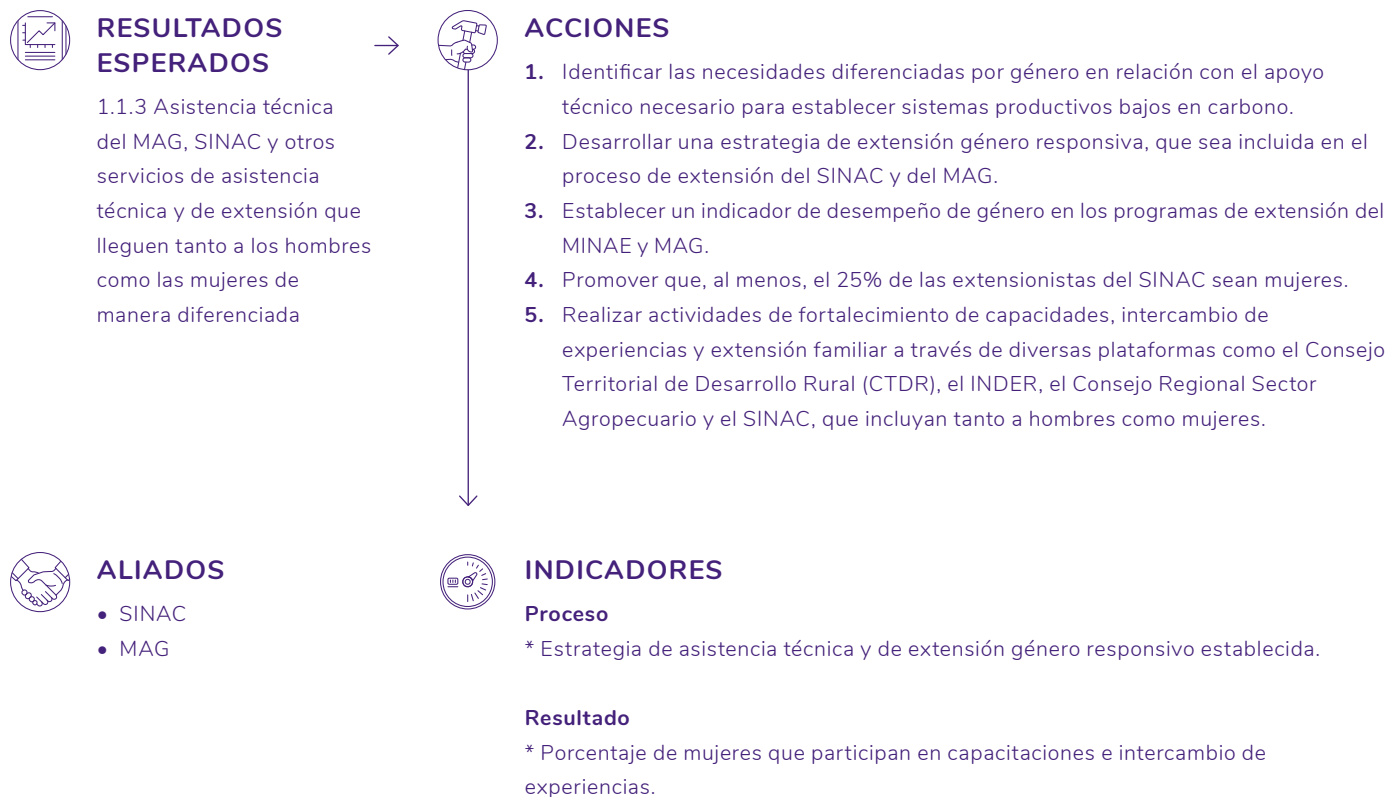 RESULTADOS
ESPERADOS
1.1.3 Asistencia técnica
del MAG, SINAC y otros
servicios de asistencia
técnica y de extensión que
lleguen tanto a los hombres
como las mujeres de
manera diferenciada
ACCIONES
1. Identificar las necesidades diferenciadas por género en relación con el apoyo
técnico necesario para establecer sistemas productivos bajos en carbono.
2. Desarrollar una estrategia de extensión género responsiva, que sea incluida en el
proceso de extensión del SINAC y del MAG.
3. Establecer un indicador de desempeño de género en los programas de extensión del
MINAE y MAG.
4. Promover que, al menos, el 25% de las extensionistas del SINAC sean mujeres.
5. Realizar actividades de fortalecimiento de capacidades, intercambio de
experiencias y extensión familiar a través de diversas plataformas como el Consejo
Territorial de Desarrollo Rural (CTDR), el INDER, el Consejo Regional Sector
Agropecuario y el SINAC, que incluyan tanto a hombres como mujeres.
ALIADOS
• SINAC
• MAG
INDICADORES
Proceso
* Estrategia de asistencia técnica y de extensión género responsivo establecida.
Resultado
* Porcentaje de mujeres que participan en capacitaciones e intercambio de
experiencias.